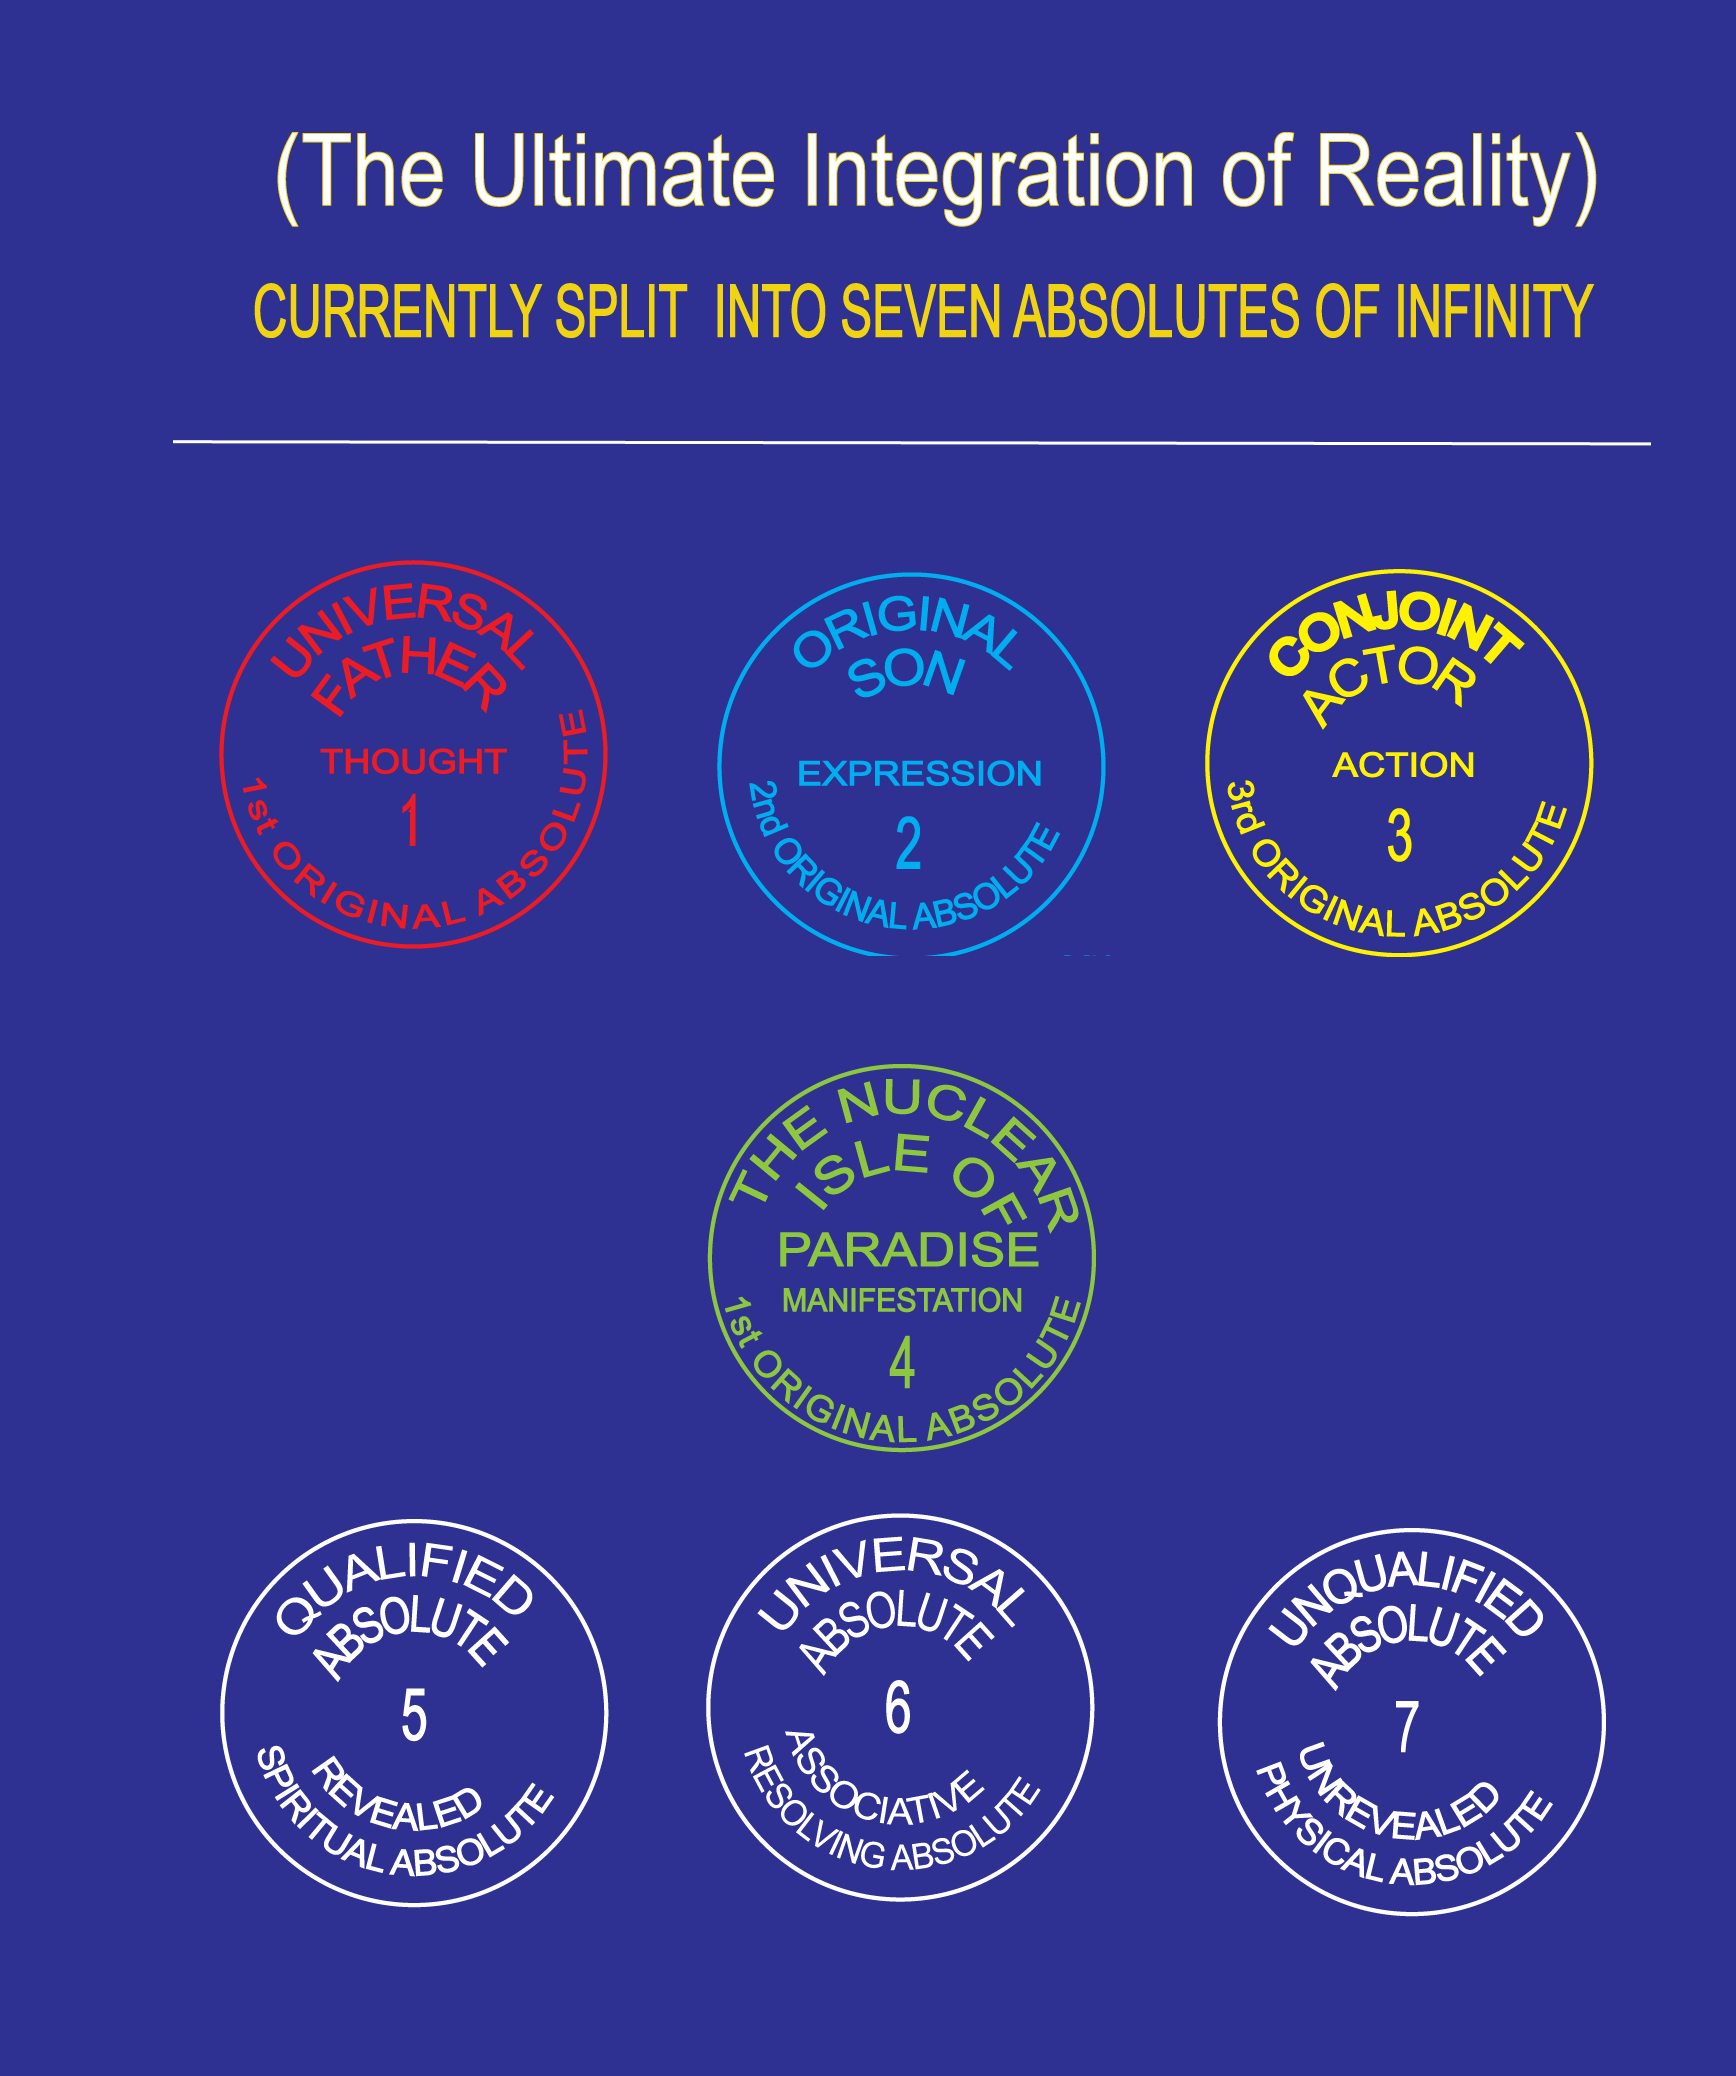 (The Ultimate Integration of Reality)
CURRENTLY SPLIT INTO SEVEN ABSOLUTES OF INFINITY
UNIVERSAL
FATHER
THOUGHT
1
1st ORIGINAL ABSOLUTE
ORIGINAL
SON
EXPRESSION
2
2nd ORIGINAL ABSOLUTE
CONJOINT
ACTOR
ACTION
3
3rd ORIGINAL ABSOLUTE
THE NUCLEAR
ISLE OF
PARADISE
MANIFESTATION
4
1st ORIGINAL ABSOLUTE
QUALIFIED
ABSOLUTE
5
REVEALED
SPIRITUAL ABSOLUTE
UNIVERSAL
ABSOLUTE
6
ASSOCIATIVE
RESOLVING ABSOLUTE
UNQUALIFIED
ABSOLUTE
7
UNREVEALED
PHYSICAL ABSOLUTE